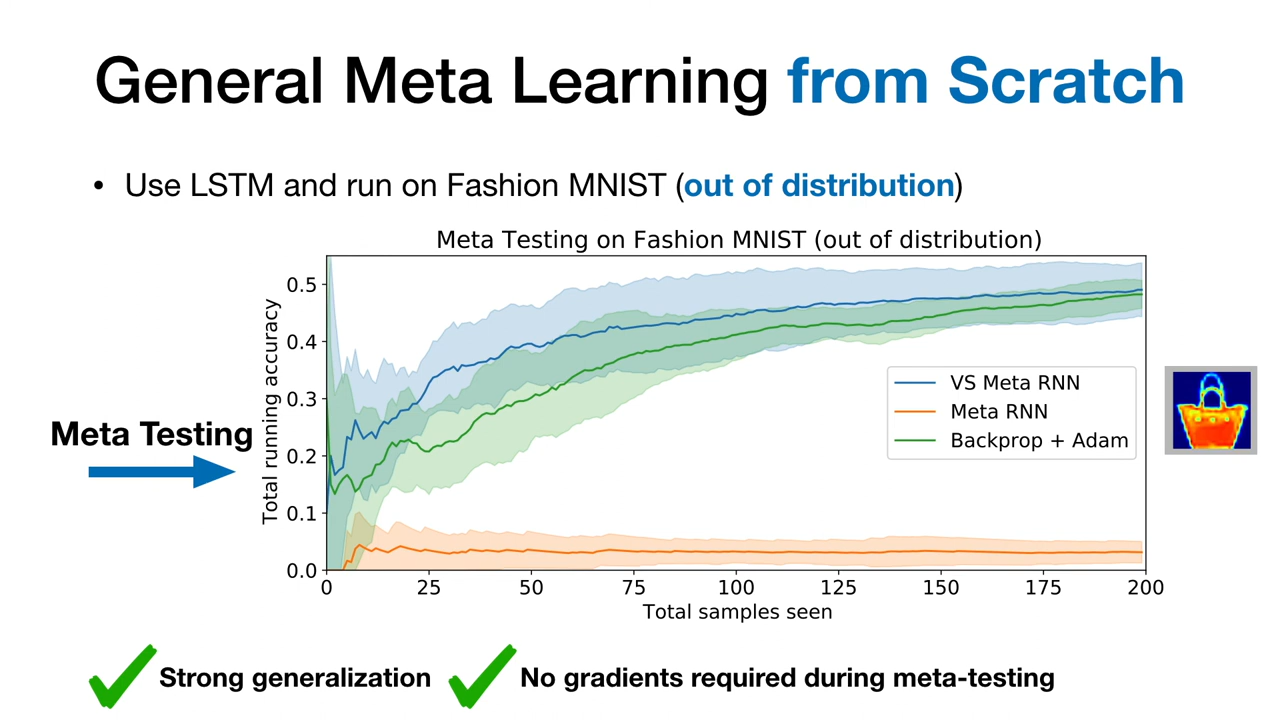 General Meta Learning from Scratch
• Use LSTM and run on Fashion MNIST (out of distribution)
Meta Testing on Fashion MNIST (out of distribution)
Total running accuracy
0.5
0.4
0.3
0.2
0.1
0.0
VS Meta RNN
Meta RNN
Backprop + Adam
Meta Testing
0 25 50 75 100 125 150 175 200
Total samples seen
Strong generalization
No gradients required during meta-testing